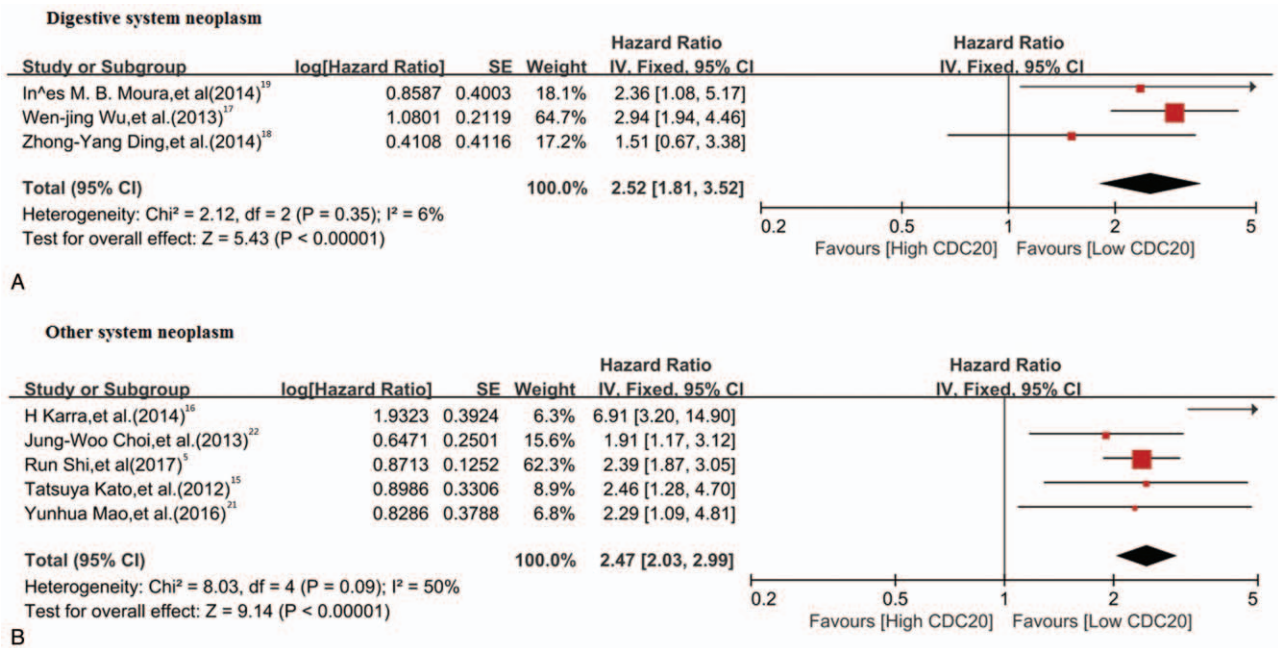 Digestive system neoplasm
Hazard Ratio Hazard Ratio
Study or Subgroup log[Hazard Ratio] SE Weight IV, Fixed, 95% CI IV, Fixed, 95% CI
In^es M. B. Moura,et al(2014)19 0.8587 0.4003 18.1% 2.36 [1.08, 5.17]
Wen-jing Wu,et al.(2013)17 1.0801 0.2119 64.7% 2.94 [1.94, 4.46]
Zhong-Yang Ding,et al.(2014)18 0.4108 0.4116 17.2% 1.51 [0.67, 3.38]
Total (95% CI) 100.0% 2.52 [1.81, 3.52]
Heterogeneity: Chi² = 2.12, df = 2 (P = 0.35); I² = 6%
Test for overall effect: Z = 5.43 (P < 0.00001)
0.2 0.5 1 2 5
Favours [High CDC20] Favours [Low CDC20]
A
Other system neoplasm
Hazard Ratio Hazard Ratio
Study or Subgroup log[Hazard Ratio] SE Weight IV, Fixed, 95% CI IV, Fixed, 95% CI
H Karra,et al.(2014)16 1.9323 0.3924 6.3% 6.91 [3.20, 14.90]
Jung-Woo Choi,et al.(2013)22 0.6471 0.2501 15.6% 1.91 [1.17, 3.12]
Run Shi,et al(2017)5 0.8713 0.1252 62.3% 2.39 [1.87, 3.05]
Tatsuya Kato,et al.(2012)15 0.8986 0.3306 8.9% 2.46 [1.28, 4.70]
Yunhua Mao,et al.(2016)21 0.8286 0.3788 6.8% 2.29 [1.09, 4.81]
Total (95% CI) 100.0% 2.47 [2.03, 2.99]
Heterogeneity: Chi² = 8.03, df = 4 (P = 0.09); I² = 50%
Test for overall effect: Z = 9.14 (P < 0.00001)
0.2 0.5 1 2 5
Favours [High CDC20] Favours [Low CDC20]
B